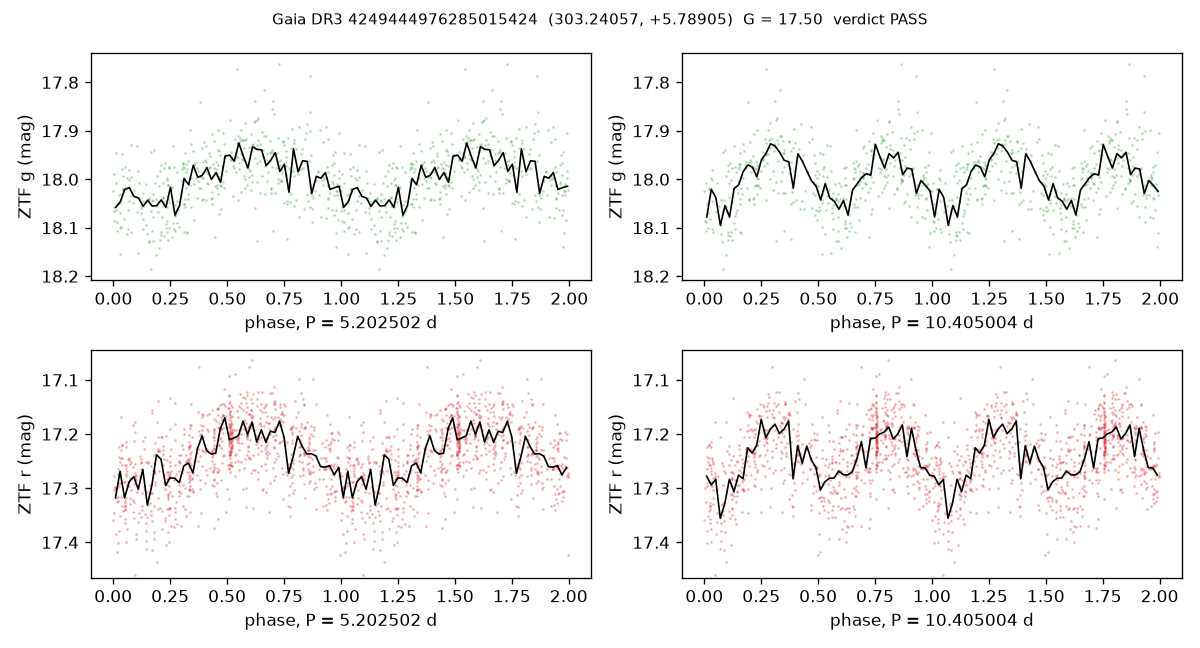 Gaia DR3 4249444976285015424  (303.24057, +5.78905)  G = 17.50  verdict PASS
ZTF g (mag)
17.8
17.9
18.0
18.1
18.2
0.00 0.25 0.50 0.75 1.00 1.25 1.50 1.75 2.00
phase, P = 5.202502 d
ZTF g (mag)
17.8
17.9
18.0
18.1
18.2
0.00 0.25 0.50 0.75 1.00 1.25 1.50 1.75 2.00
phase, P = 10.405004 d
ZTF r (mag)
17.1
17.2
17.3
17.4
0.00 0.25 0.50 0.75 1.00 1.25 1.50 1.75 2.00
phase, P = 5.202502 d
ZTF r (mag)
17.1
17.2
17.3
17.4
0.00 0.25 0.50 0.75 1.00 1.25 1.50 1.75 2.00
phase, P = 10.405004 d